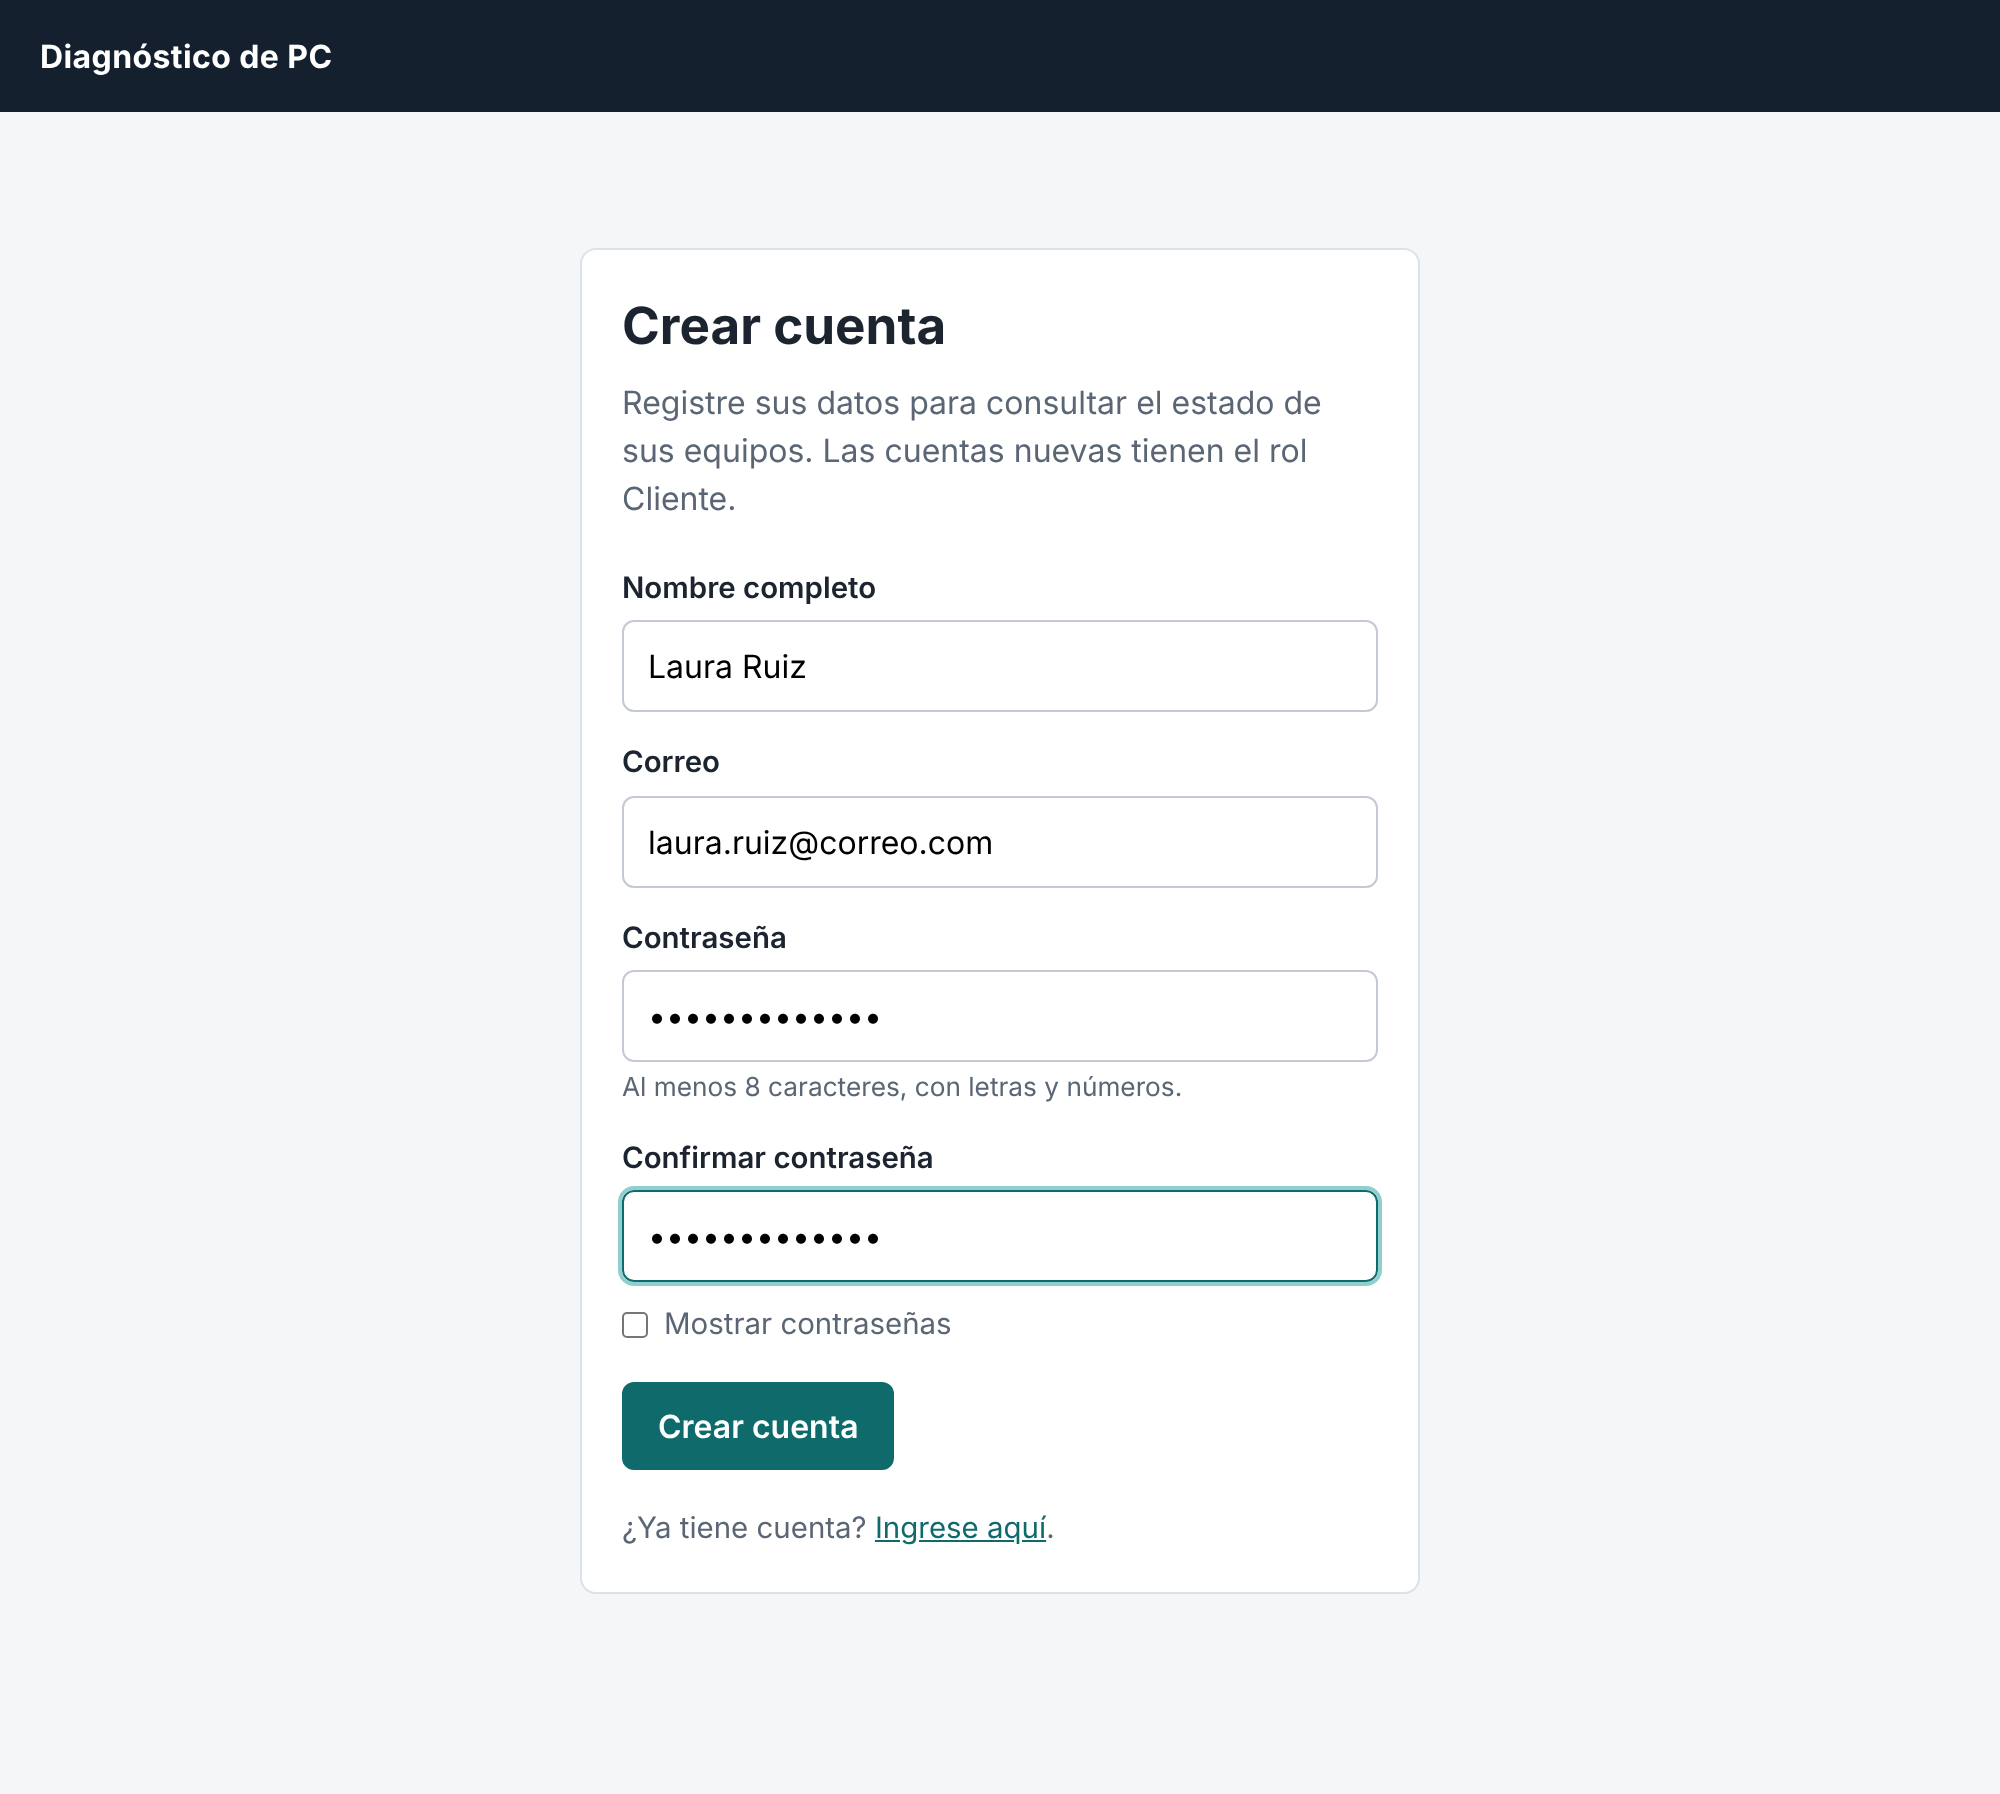 Diagnóstico de PC
Crear cuenta
Registre sus datos para consultar el estado de
sus equipos. Las cuentas nuevas tienen el rol
Cliente.
Nombre completo
Laura Ruiz
Correo
laura.ruiz@correo.com
Contraseña
•••••••••••••
Al menos 8 caracteres, con letras y números.
Confirmar contraseña
•••••••••••••
Mostrar contraseñas
Crear cuenta
¿Ya tiene cuenta? Ingrese aquí.